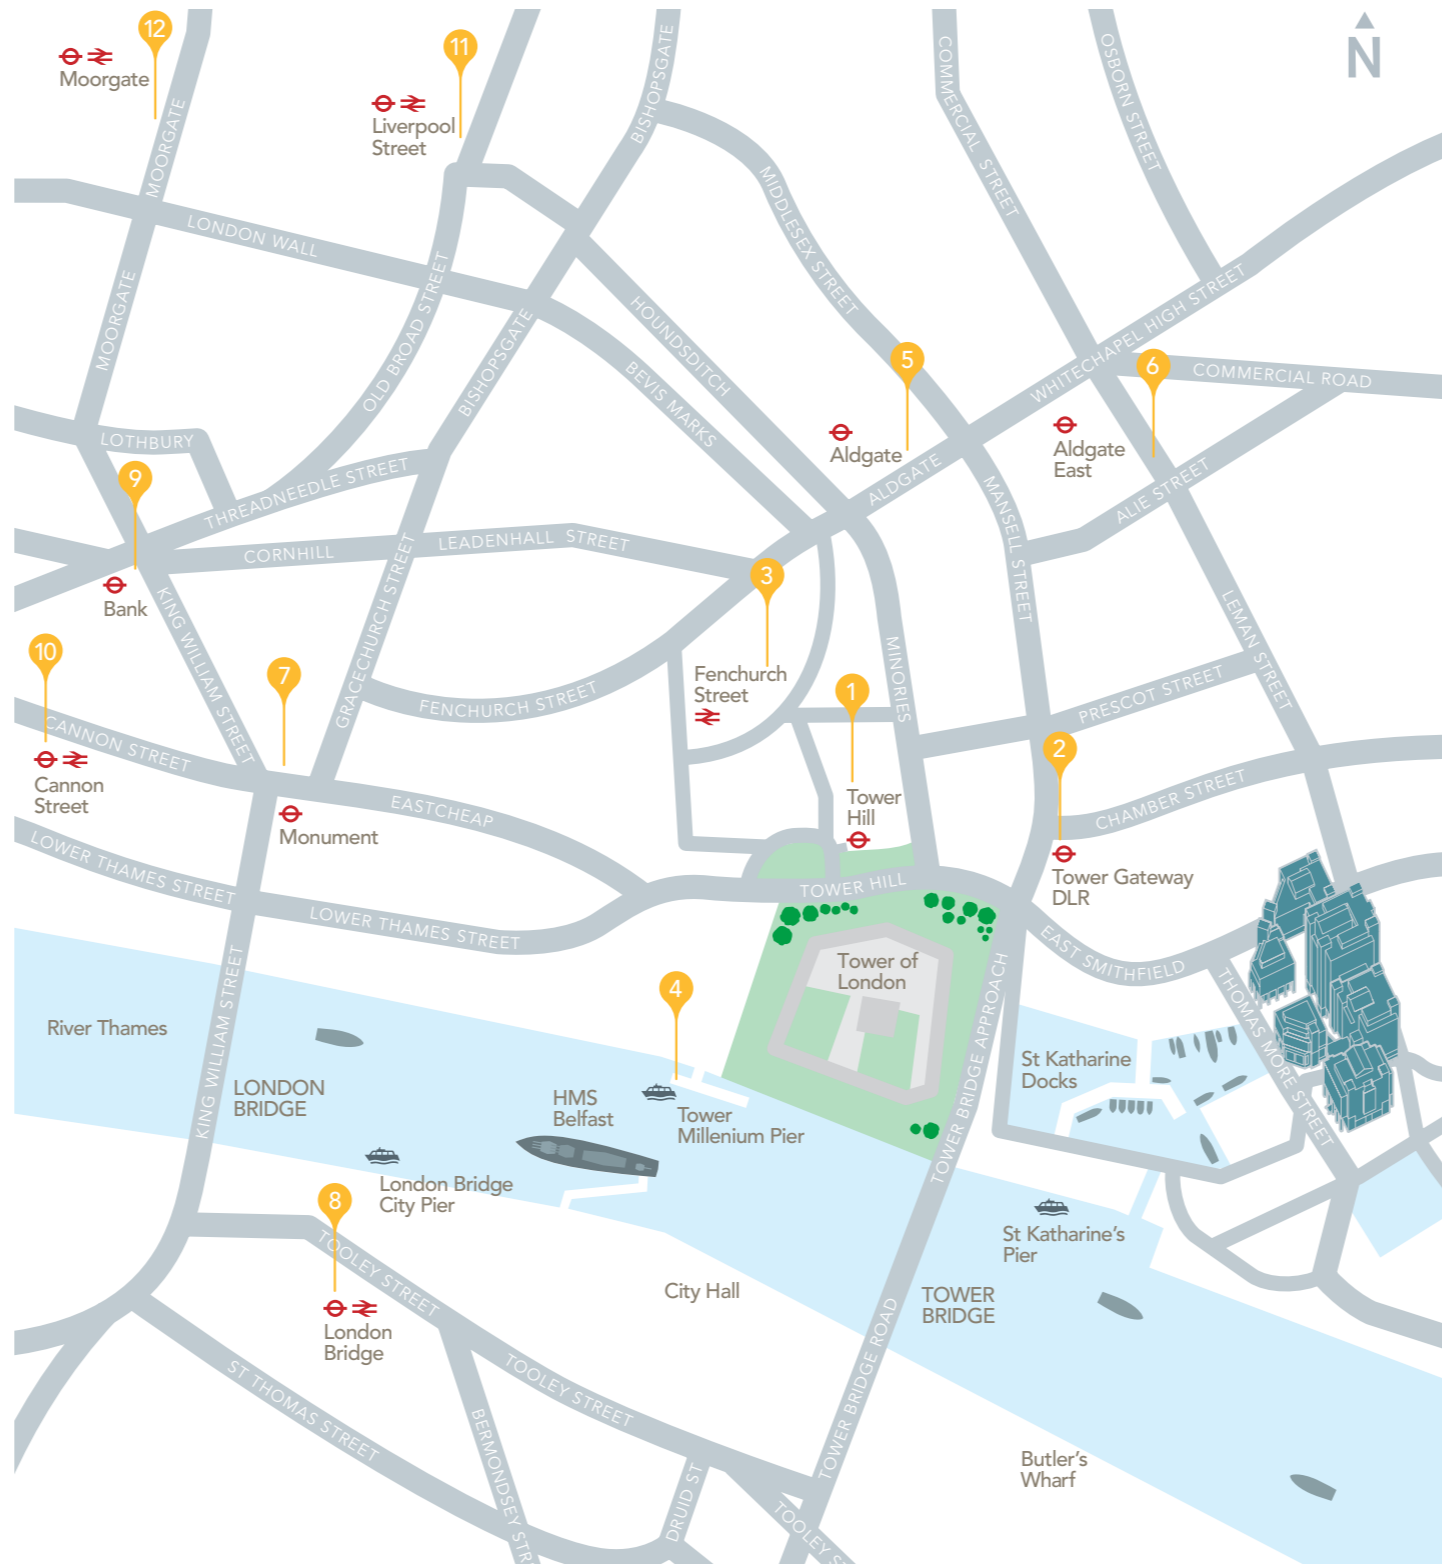 12
Moorgate
11
Liverpool
Street
N
MOORGATE
BISHOPSGATE
COMMERCIAL STREET
OSBORN STREET
MIDDLESEX STREET
LONDON WALL
MOORGATE
OLD BROAD STREET
BISHOPSGATE
HOUNDSDITCH
BEVIS MARKS
WHITECHAPEL HIGH STREET
5
6
COMMERCIAL ROAD
Aldgate
Aldgate
East
ALDGATE
ALIE STREET
LOTHBURY
9
THREADNEEDLE STREET
CORNHILL
LEADENHALL STREET
MANSELL STREET
3
Bank
KING WILLIAM STREET
GRACECHURCH STREET
LEMAN STREET
10
7
Fenchurch
Street
1
MINORIES
FENCHURCH STREET
PRESCOT STREET
CANNON STREET
2
Cannon
Street
Monument
EASTCHEAP
Tower
Hill
CHAMBER STREET
LOWER THAMES STREET
LOWER THAMES STREET
TOWER HILL
Tower Gateway
DLR
EAST SMITHFIELD
Tower of
London
4
River Thames
KING WILLIAM STREET
LONDON
BRIDGE
HMS
Belfast
Tower
Millenium Pier
TOWER BRIDGE APPROACH
St Katharine
Docks
THOMAS MORE STREET
London Bridge
City Pier
8
St Katharine's
Pier
TOOLEY STREET
City Hall
TOWER
BRIDGE
London
Bridge
TOWER BRIDGE ROAD
ST THOMAS STREET
TOOLEY STREET
BERMONDSEY STR
DRUID ST
TOOLEY ST
Butler's
Wharf